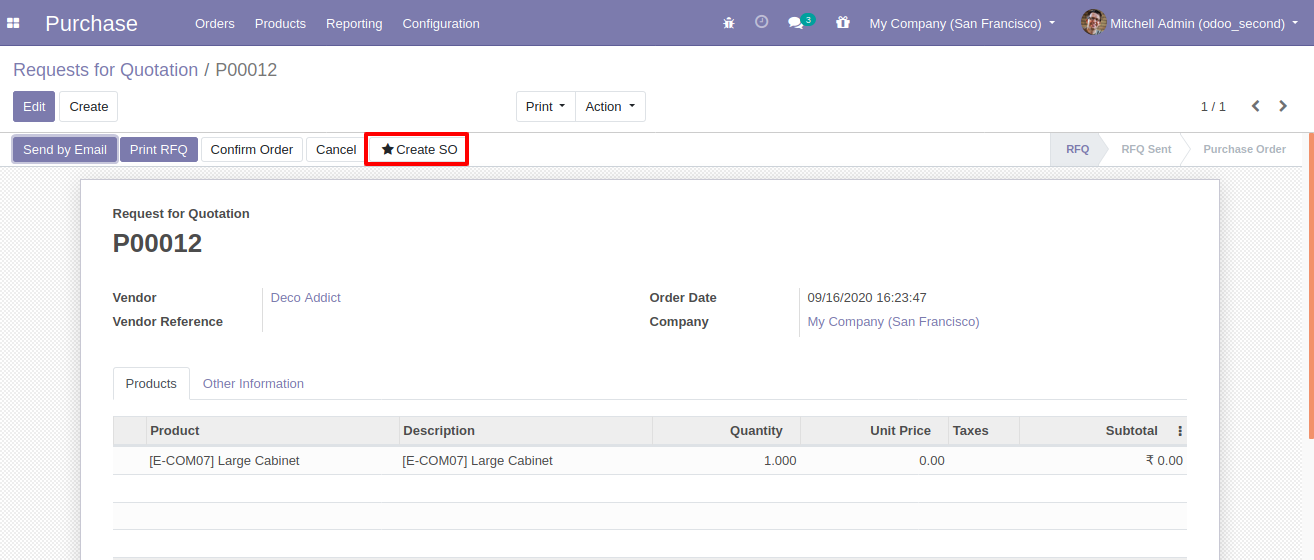 Purchase Orders Products Reporting Configuration 3 My Company (San Francisco) Mitchell Admin (odoo_second)
Requests for Quotation / P00012
Edit Create Print Action 1 / 1
Send by Email Print RFQ Confirm Order Cancel Create SO RFQ RFQ Sent Purchase Order
Request for Quotation
P00012
Vendor Deco Addict Order Date 09/16/2020 16:23:47
Vendor Reference Company My Company (San Francisco)
Products Other Information
Product Description Quantity Unit Price Taxes Subtotal
[E-COM07] Large Cabinet [E-COM07] Large Cabinet 1.000 0.00 ₹ 0.00